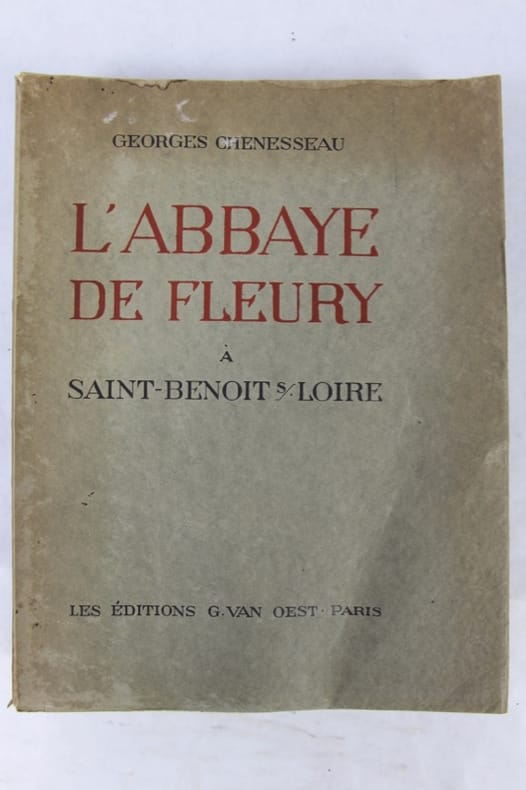 GEORGES CHENESSEAU
L'ABBAYE
DE FLEURY
À
SAINT-BENOIT S/. LOIRE
LES ÉDITIONS G. VAN OEST · PARIS